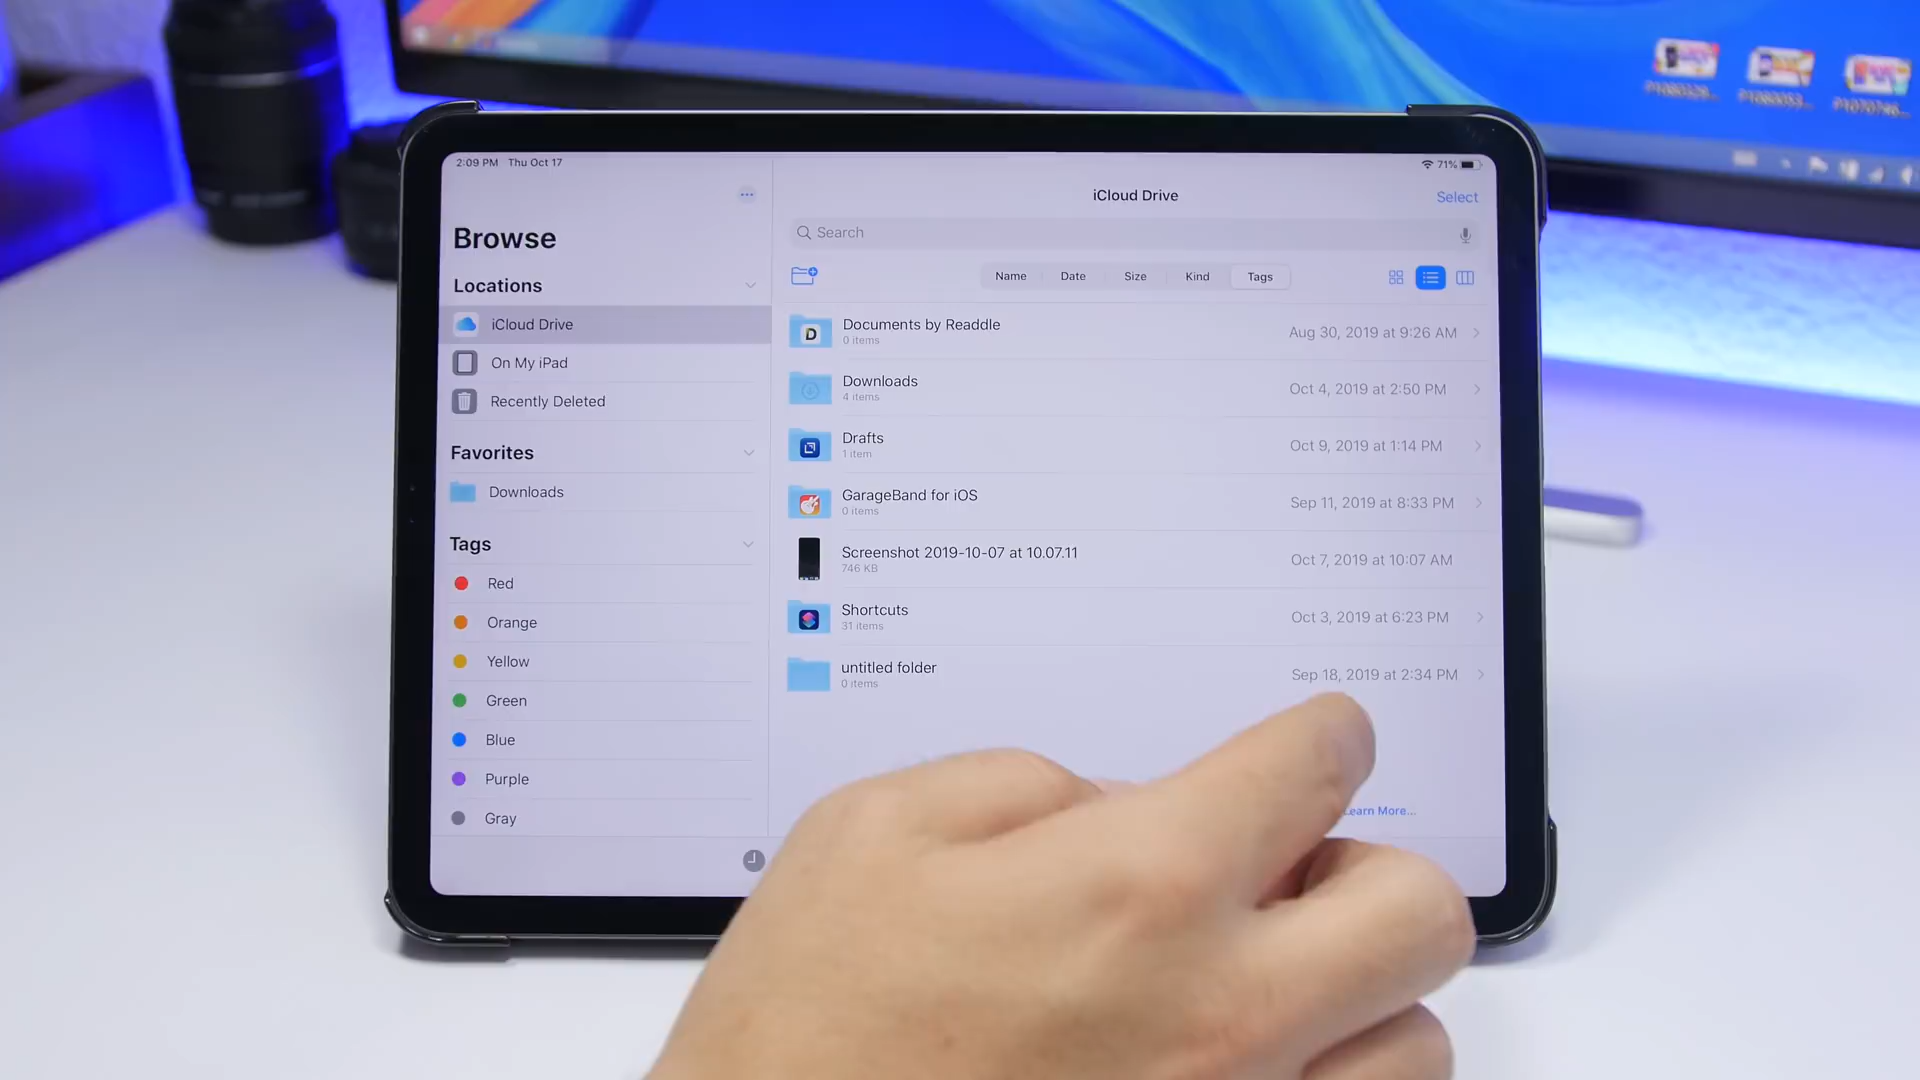 2:09 PM Thu Oct 17
71%
Browse
Locations
iCloud Drive
On My iPad
Recently Deleted
Favorites
Downloads
Tags
Red
Orange
Yellow
Green
Blue
Purple
Gray
iCloud Drive
Select
Search
Name Date Size Kind Tags
Documents by Readdle
0 items
Aug 30, 2019 at 9:26 AM
Downloads
4 items
Oct 4, 2019 at 2:50 PM
Drafts
1 item
Oct 9, 2019 at 1:14 PM
GarageBand for iOS
0 items
Sep 11, 2019 at 8:33 PM
Screenshot 2019-10-07 at 10.07.11
746 KB
Oct 7, 2019 at 10:07 AM
Shortcuts
31 items
Oct 3, 2019 at 6:23 PM
untitled folder
0 items
Sep 18, 2019 at 2:34 PM
Learn More...